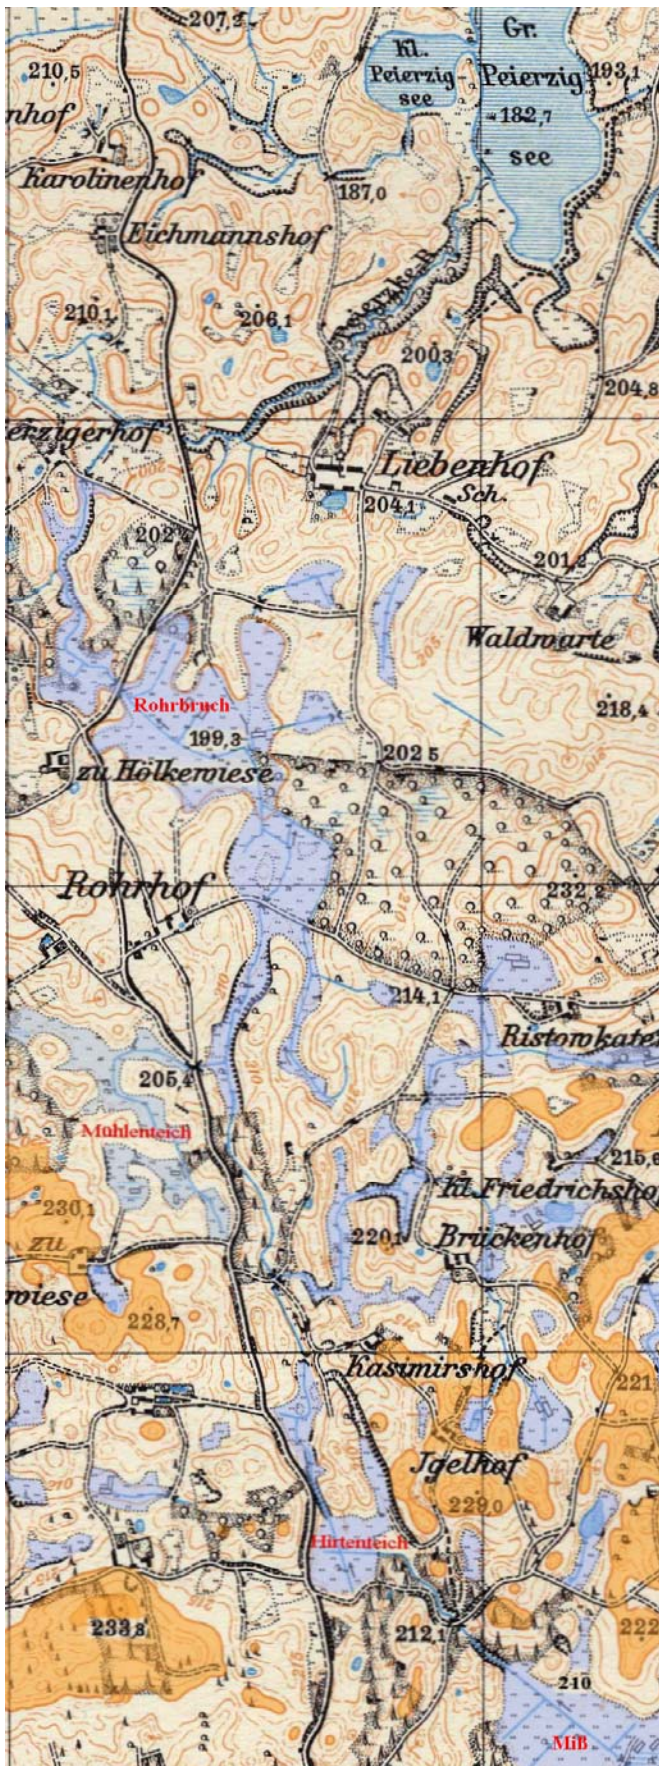 207,2
Gr.
Kl.
Peierzig
see
210,5
Peierzig
193,1
182,7
see
nhof
Karolinenhof
187,0
Eichmannshof
210,1
206,1
200,3
204,8
erzigerhof
Liebenhof
Sch.
204,1
202
201,2
Waldwarte
Rohrbruch
218,4
199,3
202 5
zu Hölkewiese
Rohrhof
232,2
214,1
Ristowkaten
205,4
Mühlenteich
215,6
Kl. Friedrichsho
230,1
220,1
Brückenhof
zu
wiese
228,7
Kasimirshof
221
Jgelhof
229,0
Hirtenteich
233,8
212,1
222
210
Miß